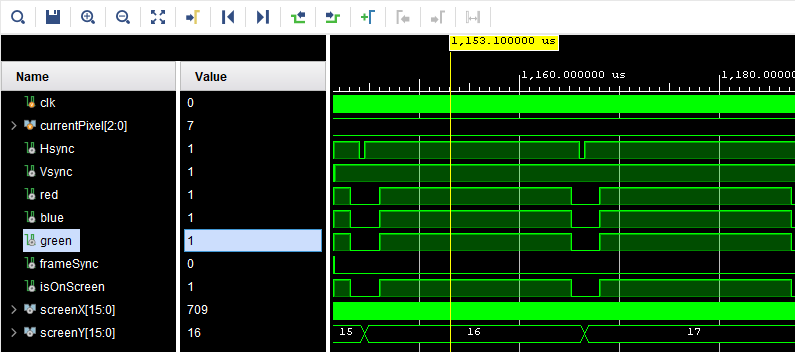 1,153.100000 us
1,160.000000 us
1,180.000000
Name Value
clk 0
currentPixel[2:0] 7
Hsync 1
Vsync 1
red 1
blue 1
green 1
frameSync 0
isOnScreen 1
screenX[15:0] 709
screenY[15:0] 16 15 16 17